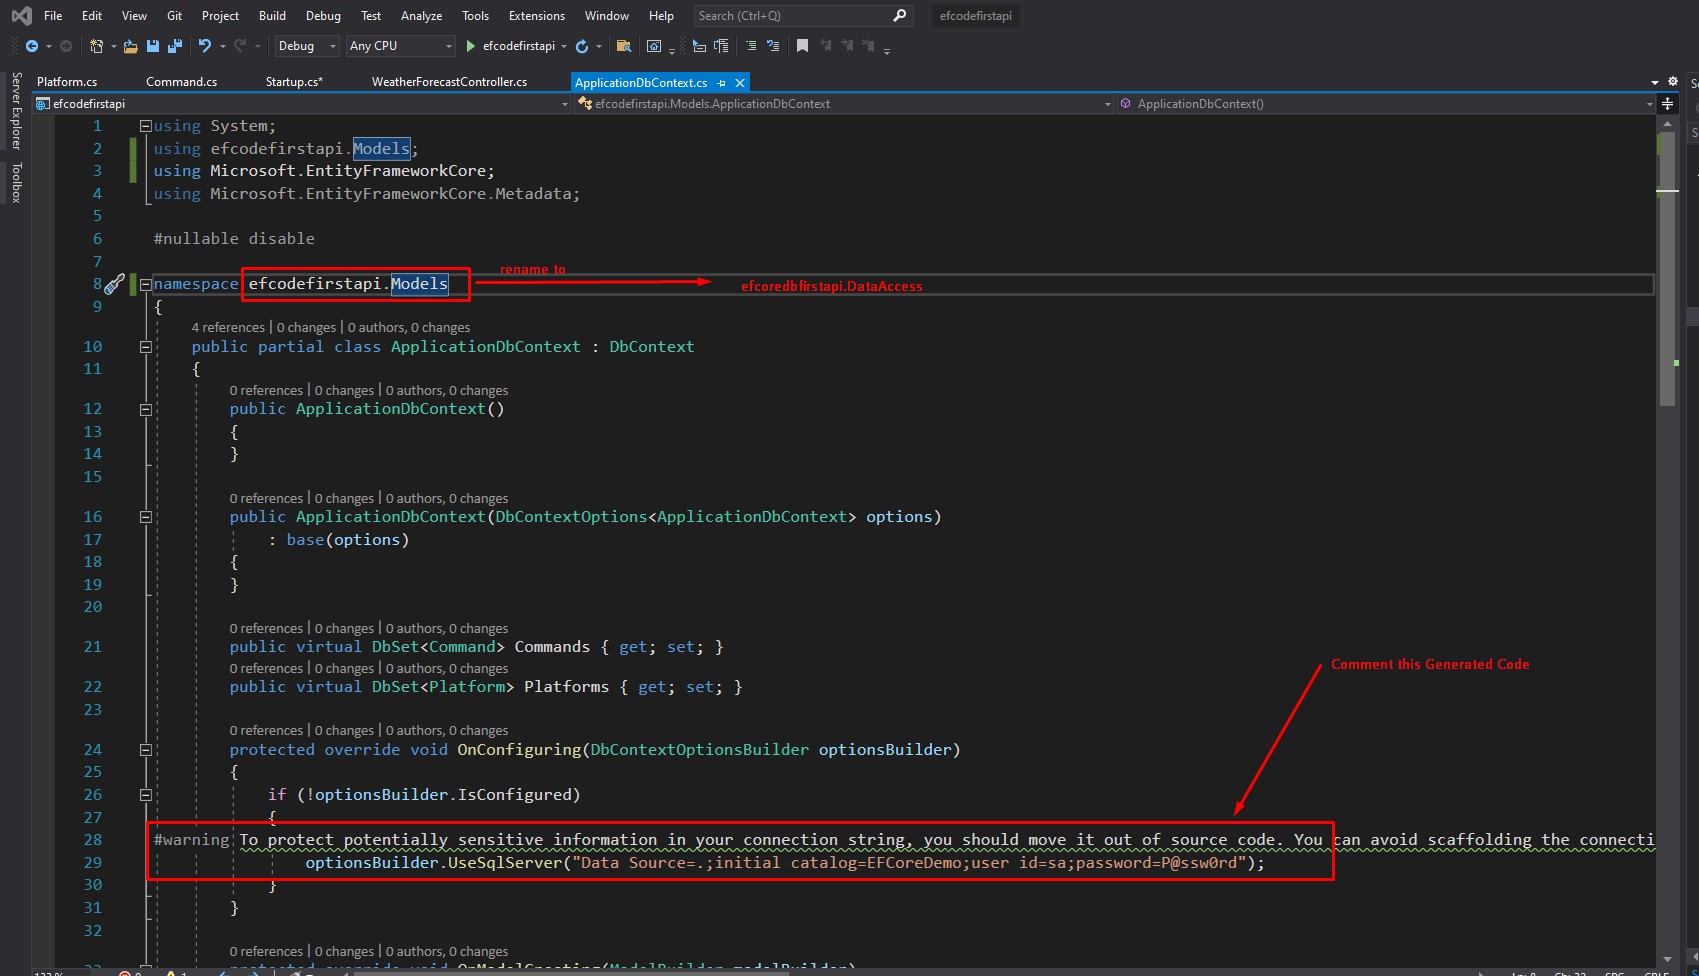 File Edit View Git Project Build Debug Test Analyze Tools Extensions Window Help Search (Ctrl+Q) efcodefirstapi
Debug Any CPU efcodefirstapi
Platform.cs Command.cs Startup.cs* WeatherForecastController.cs ApplicationDbContext.cs
efcodefirstapi efcodefirstapi.Models.ApplicationDbContext ApplicationDbContext()
Server Explorer
Toolbox
1 using System;
2 using efcodefirstapi.Models;
3 using Microsoft.EntityFrameworkCore;
4 using Microsoft.EntityFrameworkCore.Metadata;
5
6 #nullable disable
7
rename to
8 namespace efcodefirstapi.Models efcoredbfirstapi.DataAccess
9 {
4 references | 0 changes | 0 authors, 0 changes
10 public partial class ApplicationDbContext : DbContext
11 {
0 references | 0 changes | 0 authors, 0 changes
12 public ApplicationDbContext()
13 {
14 }
15
0 references | 0 changes | 0 authors, 0 changes
16 public ApplicationDbContext(DbContextOptions<ApplicationDbContext> options)
17 : base(options)
18 {
19 }
20
0 references | 0 changes | 0 authors, 0 changes
21 public virtual DbSet<Command> Commands { get; set; }
0 references | 0 changes | 0 authors, 0 changes
22 public virtual DbSet<Platform> Platforms { get; set; }
Comment this Generated Code
23
0 references | 0 changes | 0 authors, 0 changes
24 protected override void OnConfiguring(DbContextOptionsBuilder optionsBuilder)
25 {
26 if (!optionsBuilder.IsConfigured)
27 {
28 #warning To protect potentially sensitive information in your connection string, you should move it out of source code. You can avoid scaffolding the connecti
29 optionsBuilder.UseSqlServer("Data Source=.;initial catalog=EFCoreDemo;user id=sa;password=P@ssw0rd");
30 }
31 }
32
0 references | 0 changes | 0 authors, 0 changes
33 protected override void OnModelCreating(ModelBuilder modelBuilder)